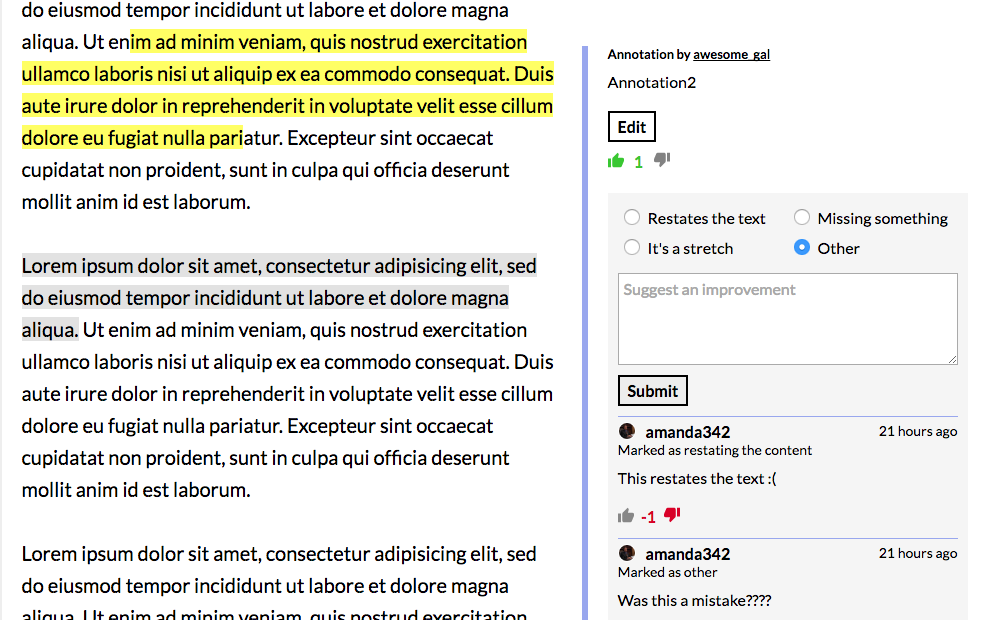 do eiusmod tempor incididunt ut labore et dolore magna
aliqua. Ut enim ad minim veniam, quis nostrud exercitation
ullamco laboris nisi ut aliquip ex ea commodo consequat. Duis
aute irure dolor in reprehenderit in voluptate velit esse cillum
dolore eu fugiat nulla pariatur. Excepteur sint occaecat
cupidatat non proident, sunt in culpa qui officia deserunt
mollit anim id est laborum.
Lorem ipsum dolor sit amet, consectetur adipisicing elit, sed
do eiusmod tempor incididunt ut labore et dolore magna
aliqua. Ut enim ad minim veniam, quis nostrud exercitation
ullamco laboris nisi ut aliquip ex ea commodo consequat. Duis
aute irure dolor in reprehenderit in voluptate velit esse cillum
dolore eu fugiat nulla pariatur. Excepteur sint occaecat
cupidatat non proident, sunt in culpa qui officia deserunt
mollit anim id est laborum.
Lorem ipsum dolor sit amet, consectetur adipisicing elit, sed
do eiusmod tempor incididunt ut labore et dolore magna
aliqua. Ut enim ad minim veniam, quis nostrud exercitation
Annotation by awesome_gal
Annotation2
Edit
1
Restates the text
Missing something
It's a stretch
Other
Suggest an improvement
Submit
amanda342 21 hours ago
Marked as restating the content
This restates the text :(
-1
amanda342 21 hours ago
Marked as other
Was this a mistake????